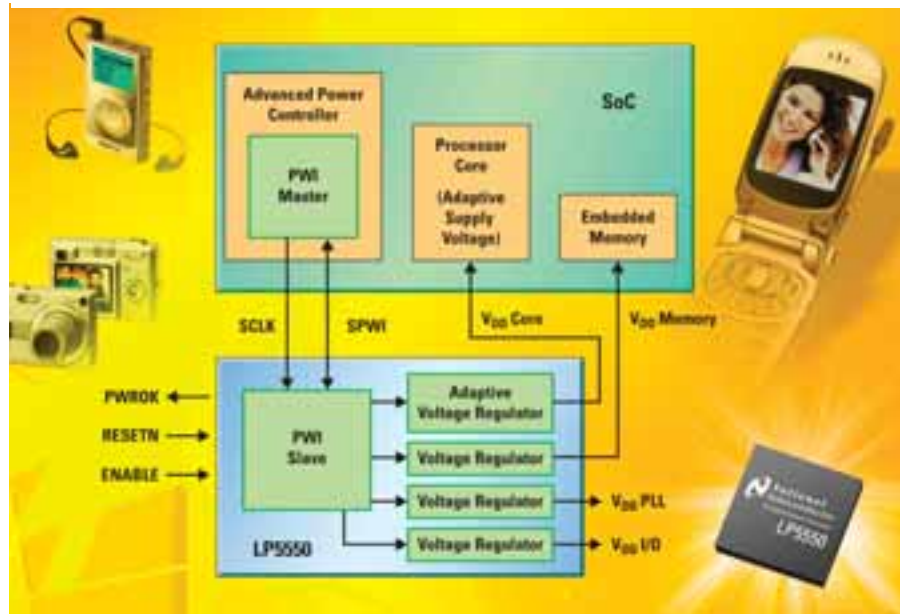 Advanced Power
Controller
PWI
Master
SoC
Processor
Core
(Adaptive
Supply
Voltage)
Embedded
Memory
SCLK
SPWI
VDD Core
VDD Memory
PWROK
RESETN
ENABLE
PWI
Slave
LP5550
Adaptive
Voltage Regulator
Voltage Regulator
Voltage Regulator
Voltage Regulator
VDD PLL
VDD I/O
National
Semiconductor
LP5550